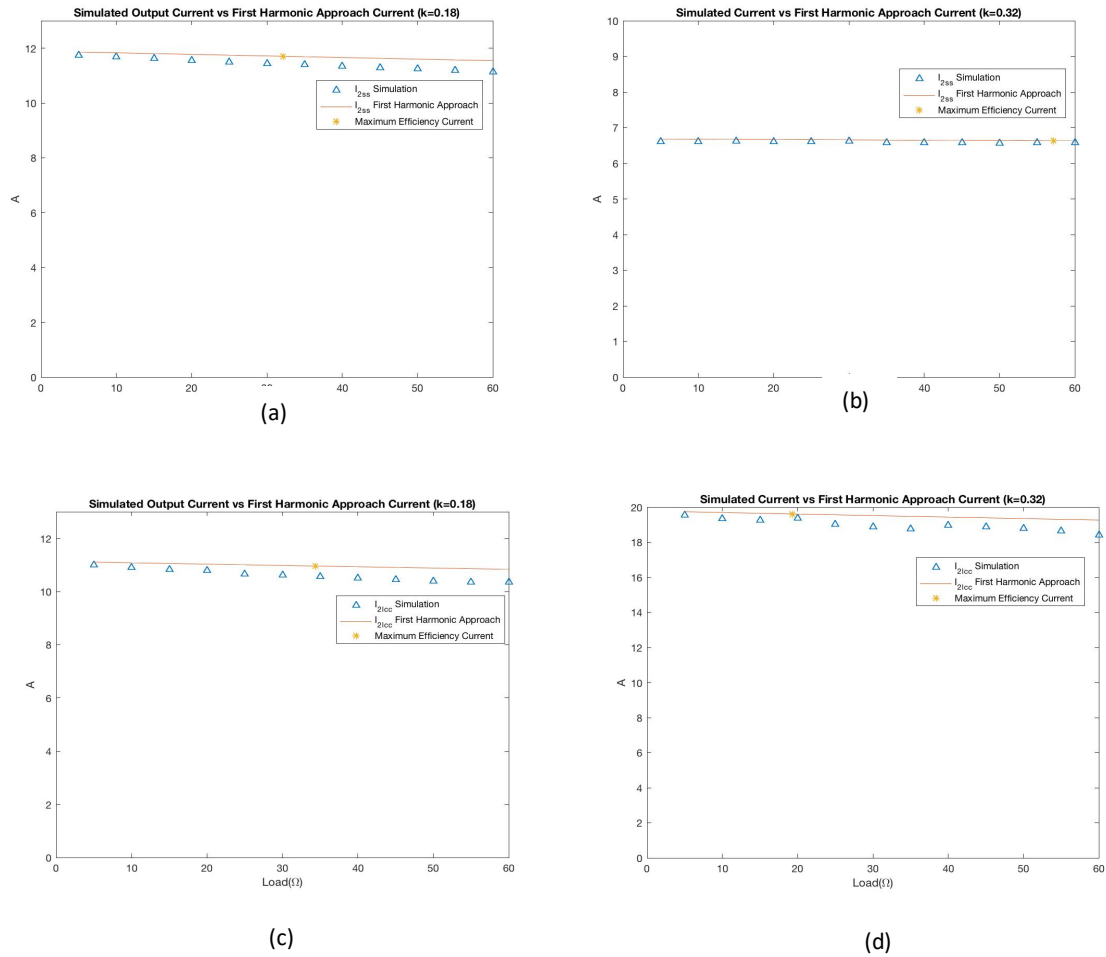 Simulated Output Current vs First Harmonic Approach Current (k=0.18)
12
10
8
6
4
2
0
A
I2ss Simulation
I2ss First Harmonic Approach
Maximum Efficiency Current
0 10 20 40 50 60
(a)
Simulated Current vs First Harmonic Approach Current (k=0.32)
10
9
8
7
6
5
4
3
2
1
0
A
I2ss Simulation
I2ss First Harmonic Approach
Maximum Efficiency Current
0 10 20 40 50 60
(b)
Simulated Output Current vs First Harmonic Approach Current (k=0.18)
12
10
8
6
4
2
0
A
I2lcc Simulation
I2lcc First Harmonic Approach
Maximum Efficiency Current
0 10 20 30 40 50 60
Load(Ω)
(c)
Simulated Current vs First Harmonic Approach Current (k=0.32)
20
18
16
14
12
10
8
6
4
2
0
A
I2lcc Simulation
I2lcc First Harmonic Approach
Maximum Efficiency Current
0 10 20 30 40 50 60
Load(Ω)
(d)